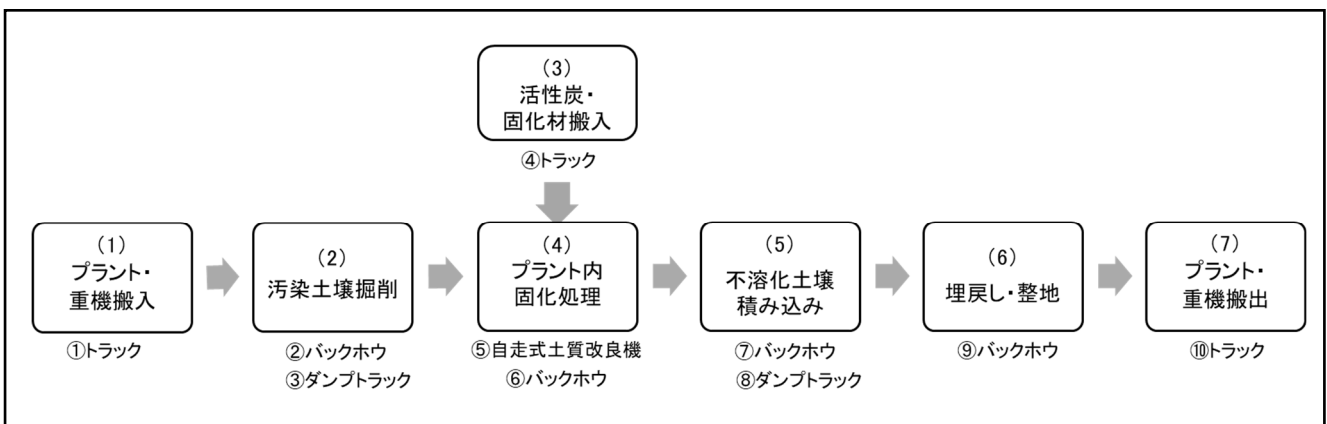 (3)
活性炭・
固化材搬入
④トラック
(1)
プラント・
重機搬入
①トラック
(2)
汚染土壌掘削
②バックホウ
③ダンプトラック
(4)
プラント内
固化処理
⑤自走式土質改良機
⑥バックホウ
(5)
不溶化土壌
積み込み
⑦バックホウ
⑧ダンプトラック
(6)
埋戻し・整地
⑨バックホウ
(7)
プラント・
重機搬出
⑩トラック